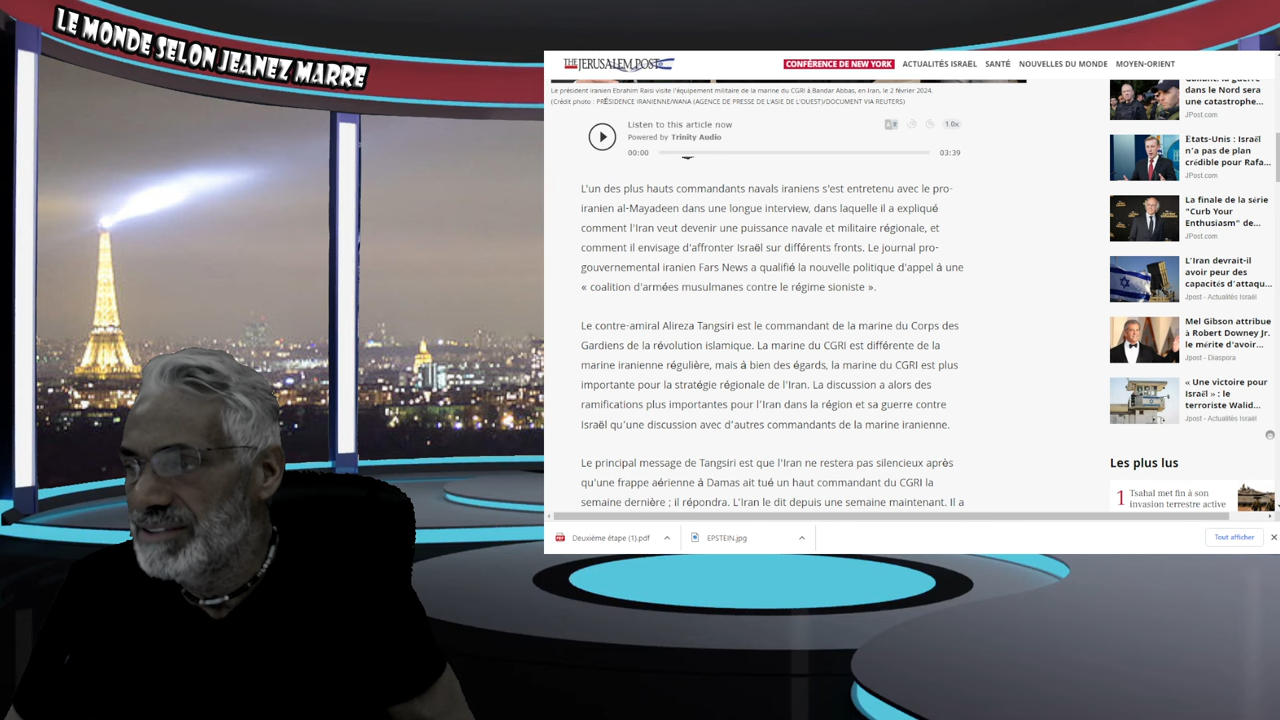 LE MONDE SELON JEANEZ MARRE
THE JERUSALEM POST
CONFÉRENCE DE NEW YORK
ACTUALITÉS ISRAËL
SANTÉ
NOUVELLES DU MONDE
MOYEN-ORIENT
Le président iranien Ebrahim Raisi visite l'équipement militaire de la marine du CGRI à Bandar Abbas, en Iran, le 2 février 2024.
(Crédit photo : PRÉSIDENCE IRANIENNE/WANA (AGENCE DE PRESSE DE L'ASIE DE L'OUEST)/DOCUMENT VIA REUTERS)
Listen to this article now
Powered by Trinity Audio
1.0x
00:00
03:39
L'un des plus hauts commandants navals iraniens s'est entretenu avec le pro-
iranien al-Mayadeen dans une longue interview, dans laquelle il a expliqué
comment l'Iran veut devenir une puissance navale et militaire régionale, et
comment il envisage d'affronter Israël sur différents fronts. Le journal pro-
gouvernemental iranien Fars News a qualifié la nouvelle politique d'appel à une
« coalition d'armées musulmanes contre le régime sioniste ».
Le contre-amiral Alireza Tangsiri est le commandant de la marine du Corps des
Gardiens de la révolution islamique. La marine du CGRI est différente de la
marine iranienne régulière, mais à bien des égards, la marine du CGRI est plus
importante pour la stratégie régionale de l'Iran. La discussion a alors des
ramifications plus importantes pour l'Iran dans la région et sa guerre contre
Israël qu'une discussion avec d'autres commandants de la marine iranienne.
Le principal message de Tangsiri est que l'Iran ne restera pas silencieux après
qu'une frappe aérienne à Damas ait tué un haut commandant du CGRI la
semaine dernière ; il répondra. L'Iran le dit depuis une semaine maintenant. Il a
Gallant: la guerre
dans le Nord sera
une catastrophe...
JPost.com
États-Unis : Israël
n'a pas de plan
crédible pour Rafa...
JPost.com
La finale de la série
"Curb Your
Enthusiasm" de...
JPost.com
L'Iran devrait-il
avoir peur des
capacités d'attaqu...
Jpost - Actualités Israël
Mel Gibson attribue
à Robert Downey Jr.
le mérite d'avoir...
Jpost - Diaspora
« Une victoire pour
Israël » : le
terroriste Walid...
Jpost - Actualités Israël
Les plus lus
1 Tsahal met fin à son
invasion terrestre active
Deuxième étape (1).pdf
EPSTEIN.jpg
Tout afficher